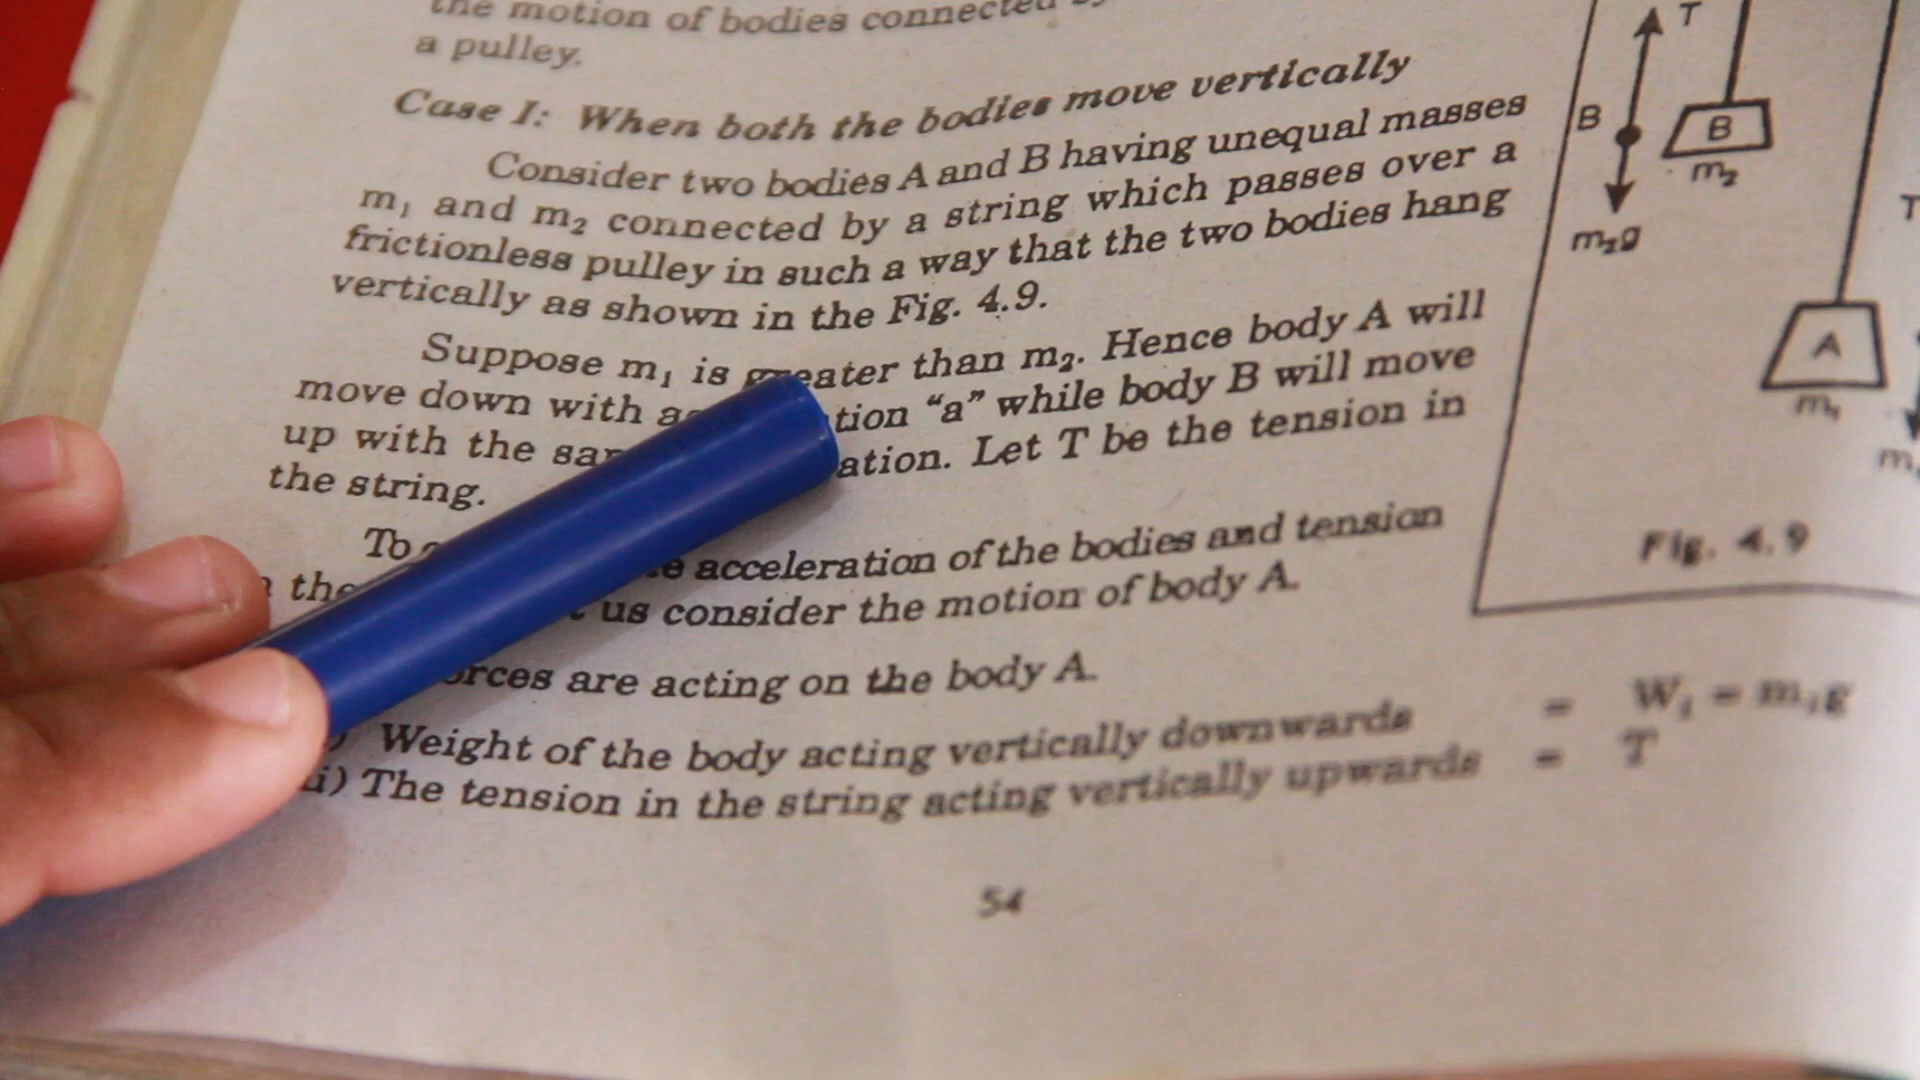 the motion of bodies connected
a pulley.
Case I: When both the bodies move vertically
Consider two bodies A and B having unequal masses
m₁ and m₂ connected by a string which passes over a
frictionless pulley in such a way that the two bodies hang
vertically as shown in the Fig. 4.9.
Suppose m₁ is greater than m₂. Hence body A will
move down with ac tion “a” while body B will move
up with the sam ation. Let T be the tension in
the string.
To e acceleration of the bodies and tension
the us consider the motion of body A.
orces are acting on the body A.
) Weight of the body acting vertically downwards = W₁ = m₁g
ii) The tension in the string acting vertically upwards = T
54
T
B
B
m₂
m₂g
T
A
m₁
m
Fig. 4.9